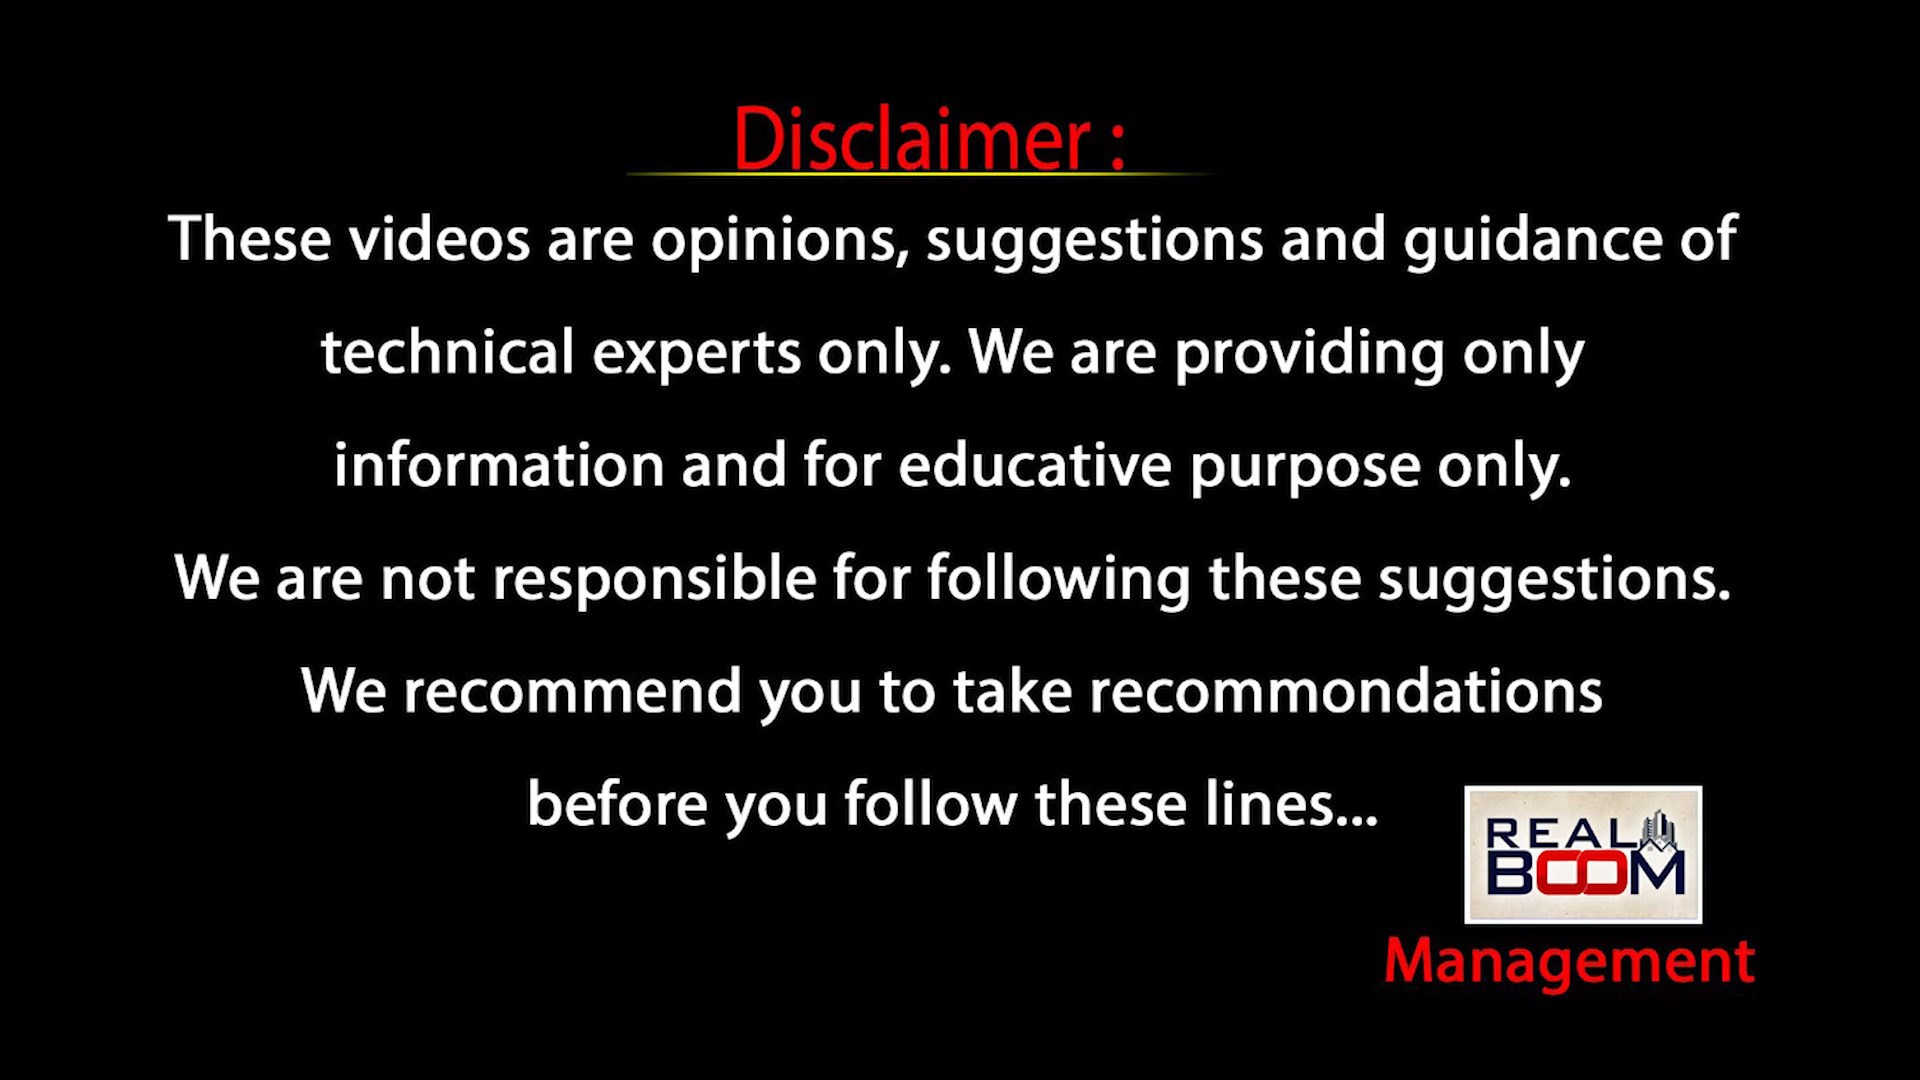 Disclaimer :
These videos are opinions, suggestions and guidance of
technical experts only. We are providing only
information and for educative purpose only.
We are not responsible for following these suggestions.
We recommend you to take recommondations
before you follow these lines...
REAL
BOOM
Management